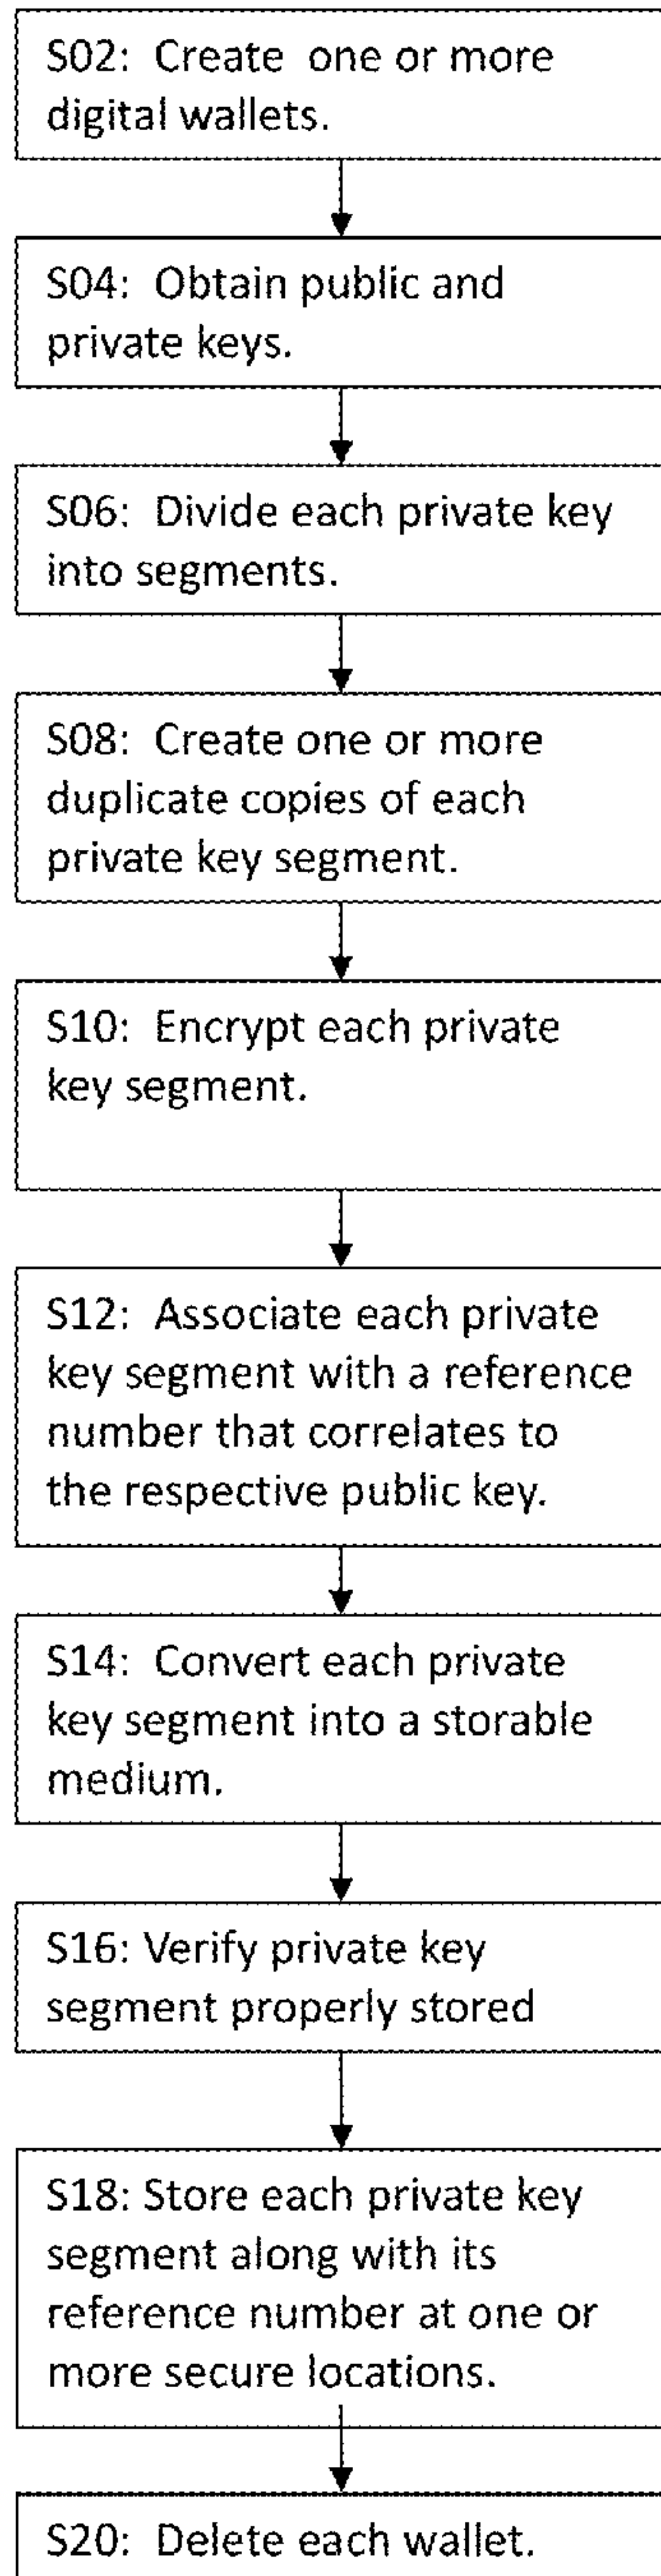 S02: Create one or more
digital wallets.
S04: Obtain public and
private keys.
S06: Divide each private key
into segments.
S08: Create one or more
duplicate copies of each
private key segment.
S10: Encrypt each private
key segment.
S12: Associate each private
key segment with a reference
number that correlates to
the respective public key.
S14: Convert each private
key segment into a storable
medium.
S16: Verify private key
segment properly stored
S18: Store each private key
segment along with its
reference number at one or
more secure locations.
S20: Delete each wallet.